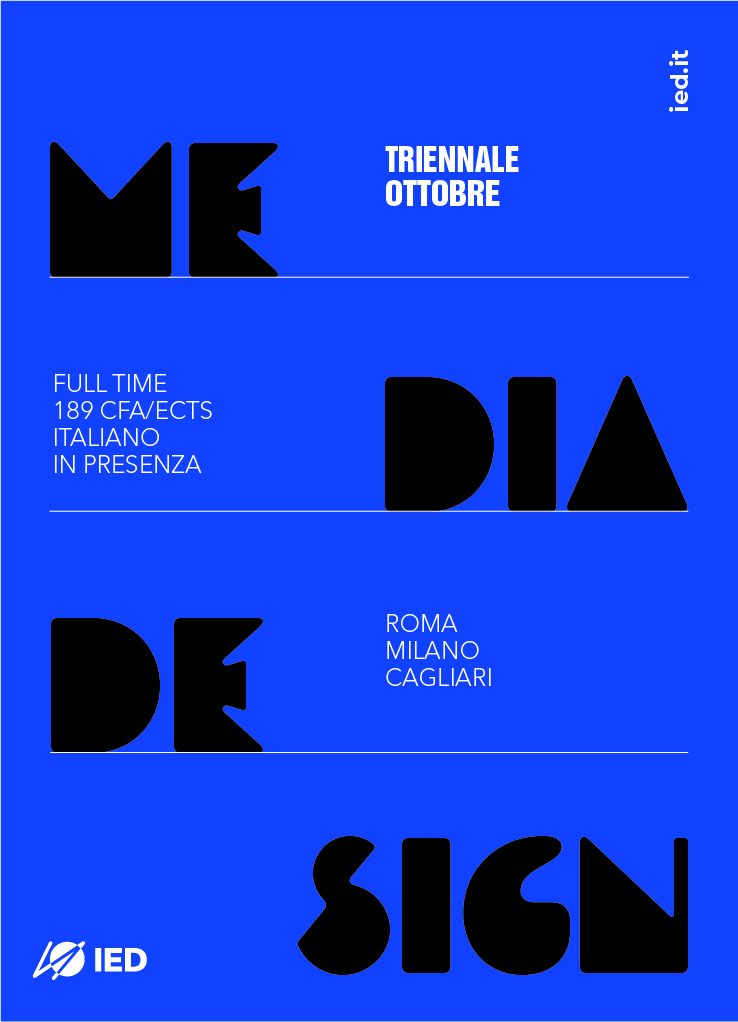 ied.it
ME
TRIENNALE
OTTOBRE
FULL TIME
189 CFA/ECTS
ITALIANO
IN PRESENZA
DIA
DE
ROMA
MILANO
CAGLIARI
SIGN
IED